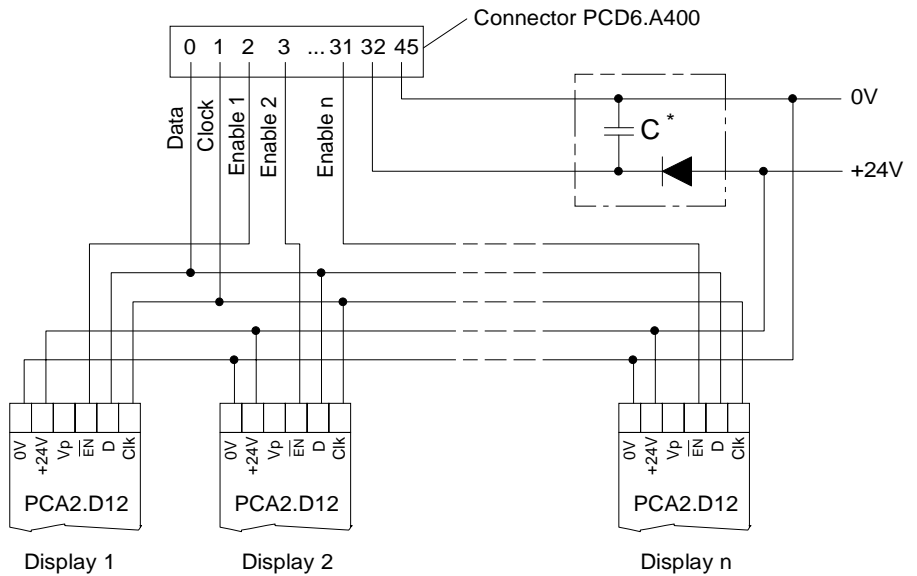 Connector PCD6.A400
0 1 2 3 ... 31 32 45
Data
Clock
Enable 1
Enable 2
Enable n
0V
C *
+24V
0V
+24V
Vp
EN
D
Clk
PCA2.D12
Display 1
0V
+24V
Vp
EN
D
Clk
PCA2.D12
Display 2
0V
+24V
Vp
EN
D
Clk
PCA2.D12
Display n